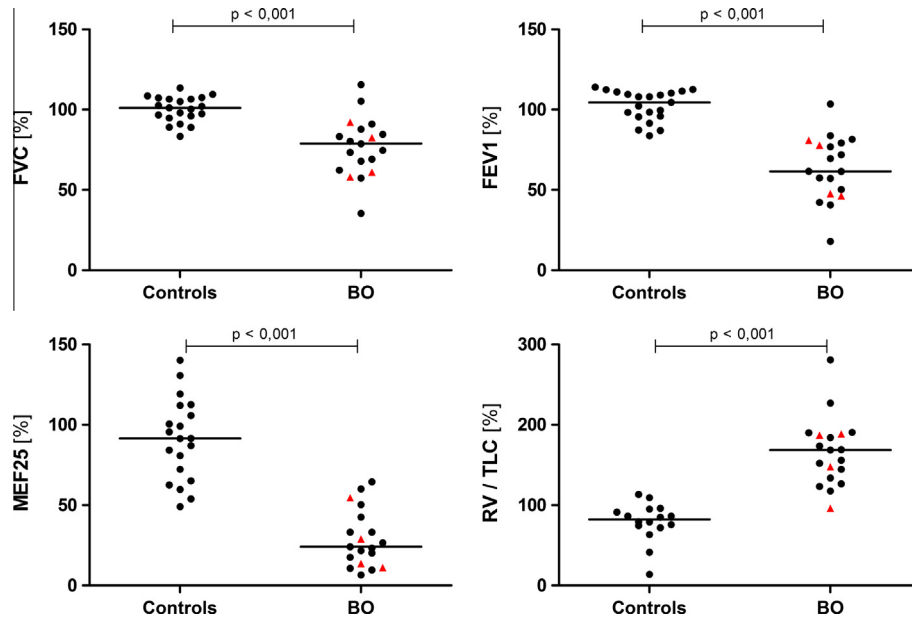 p < 0,001
150
100
50
0
FVC [%]
Controls
BO
p < 0,001
150
100
50
0
FEV1 [%]
Controls
BO
p < 0,001
150
100
50
0
MEF25 [%]
Controls
BO
p < 0,001
300
200
100
0
RV / TLC [%]
Controls
BO